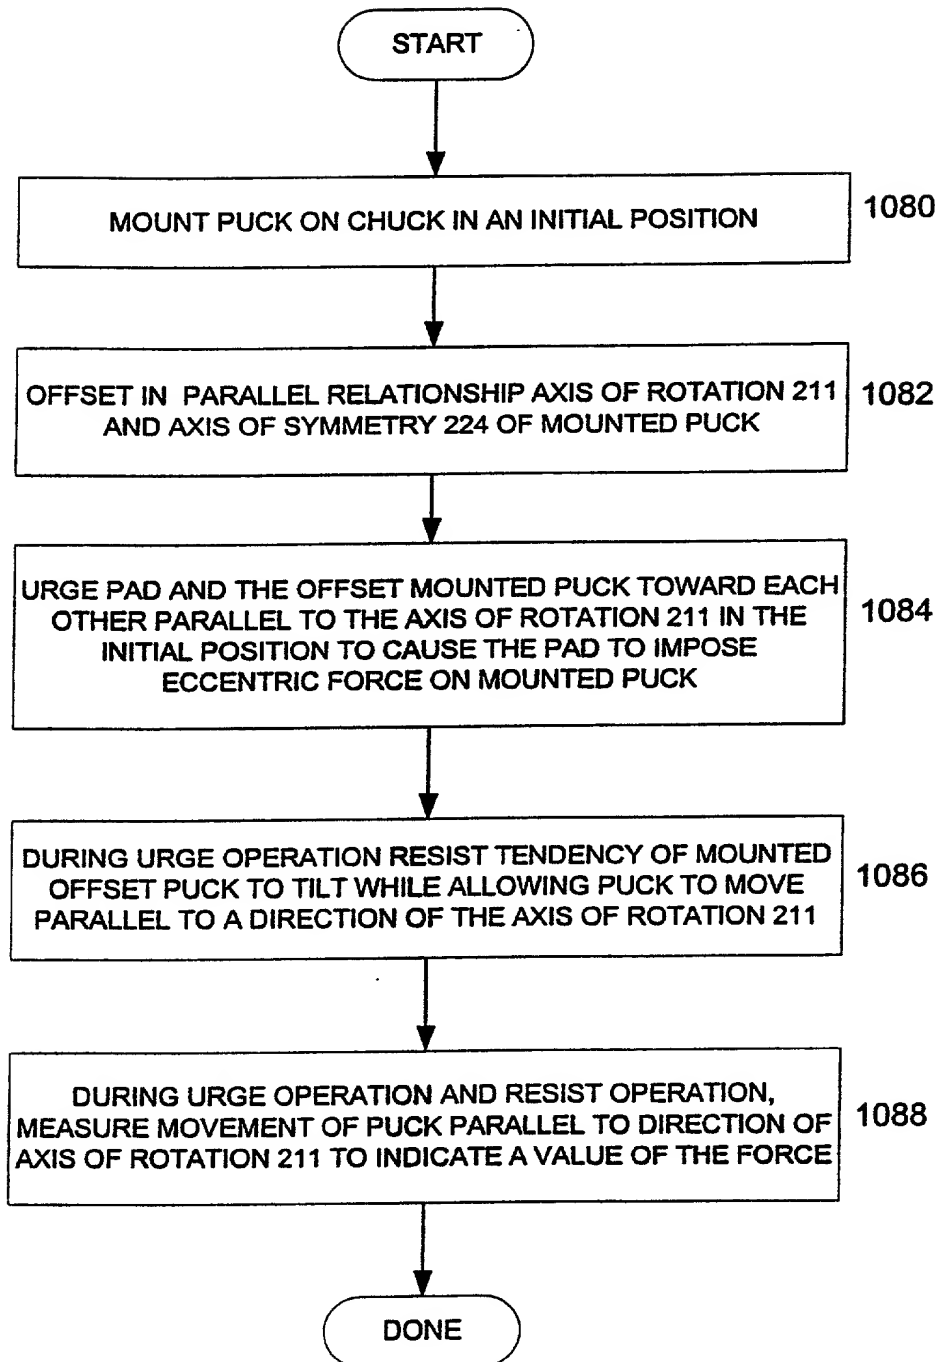 START
MOUNT PUCK ON CHUCK IN AN INITIAL POSITION
1080
OFFSET IN PARALLEL RELATIONSHIP AXIS OF ROTATION 211
AND AXIS OF SYMMETRY 224 OF MOUNTED PUCK
1082
URGE PAD AND THE OFFSET MOUNTED PUCK TOWARD EACH
OTHER PARALLEL TO THE AXIS OF ROTATION 211 IN THE
INITIAL POSITION TO CAUSE THE PAD TO IMPOSE
ECCENTRIC FORCE ON MOUNTED PUCK
1084
DURING URGE OPERATION RESIST TENDENCY OF MOUNTED
OFFSET PUCK TO TILT WHILE ALLOWING PUCK TO MOVE
PARALLEL TO A DIRECTION OF THE AXIS OF ROTATION 211
1086
DURING URGE OPERATION AND RESIST OPERATION,
MEASURE MOVEMENT OF PUCK PARALLEL TO DIRECTION OF
AXIS OF ROTATION 211 TO INDICATE A VALUE OF THE FORCE
1088
DONE